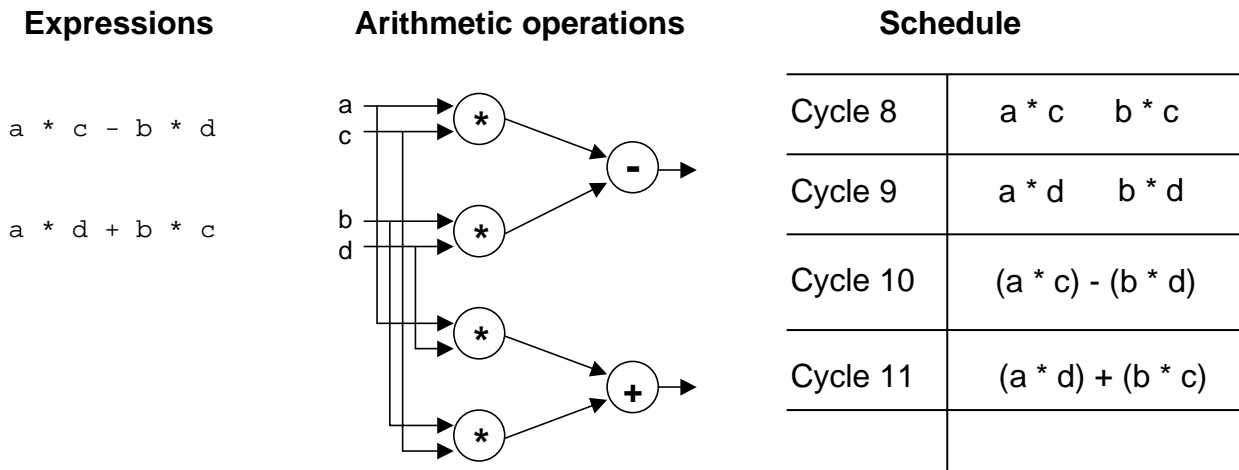 Expressions
a * c - b * d
a * d + b * c
Arithmetic operations
a
c
b
d
*
*
*
*
-
+
Schedule
Cycle 8 a * c b * c
Cycle 9 a * d b * d
Cycle 10 (a * c) - (b * d)
Cycle 11 (a * d) + (b * c)